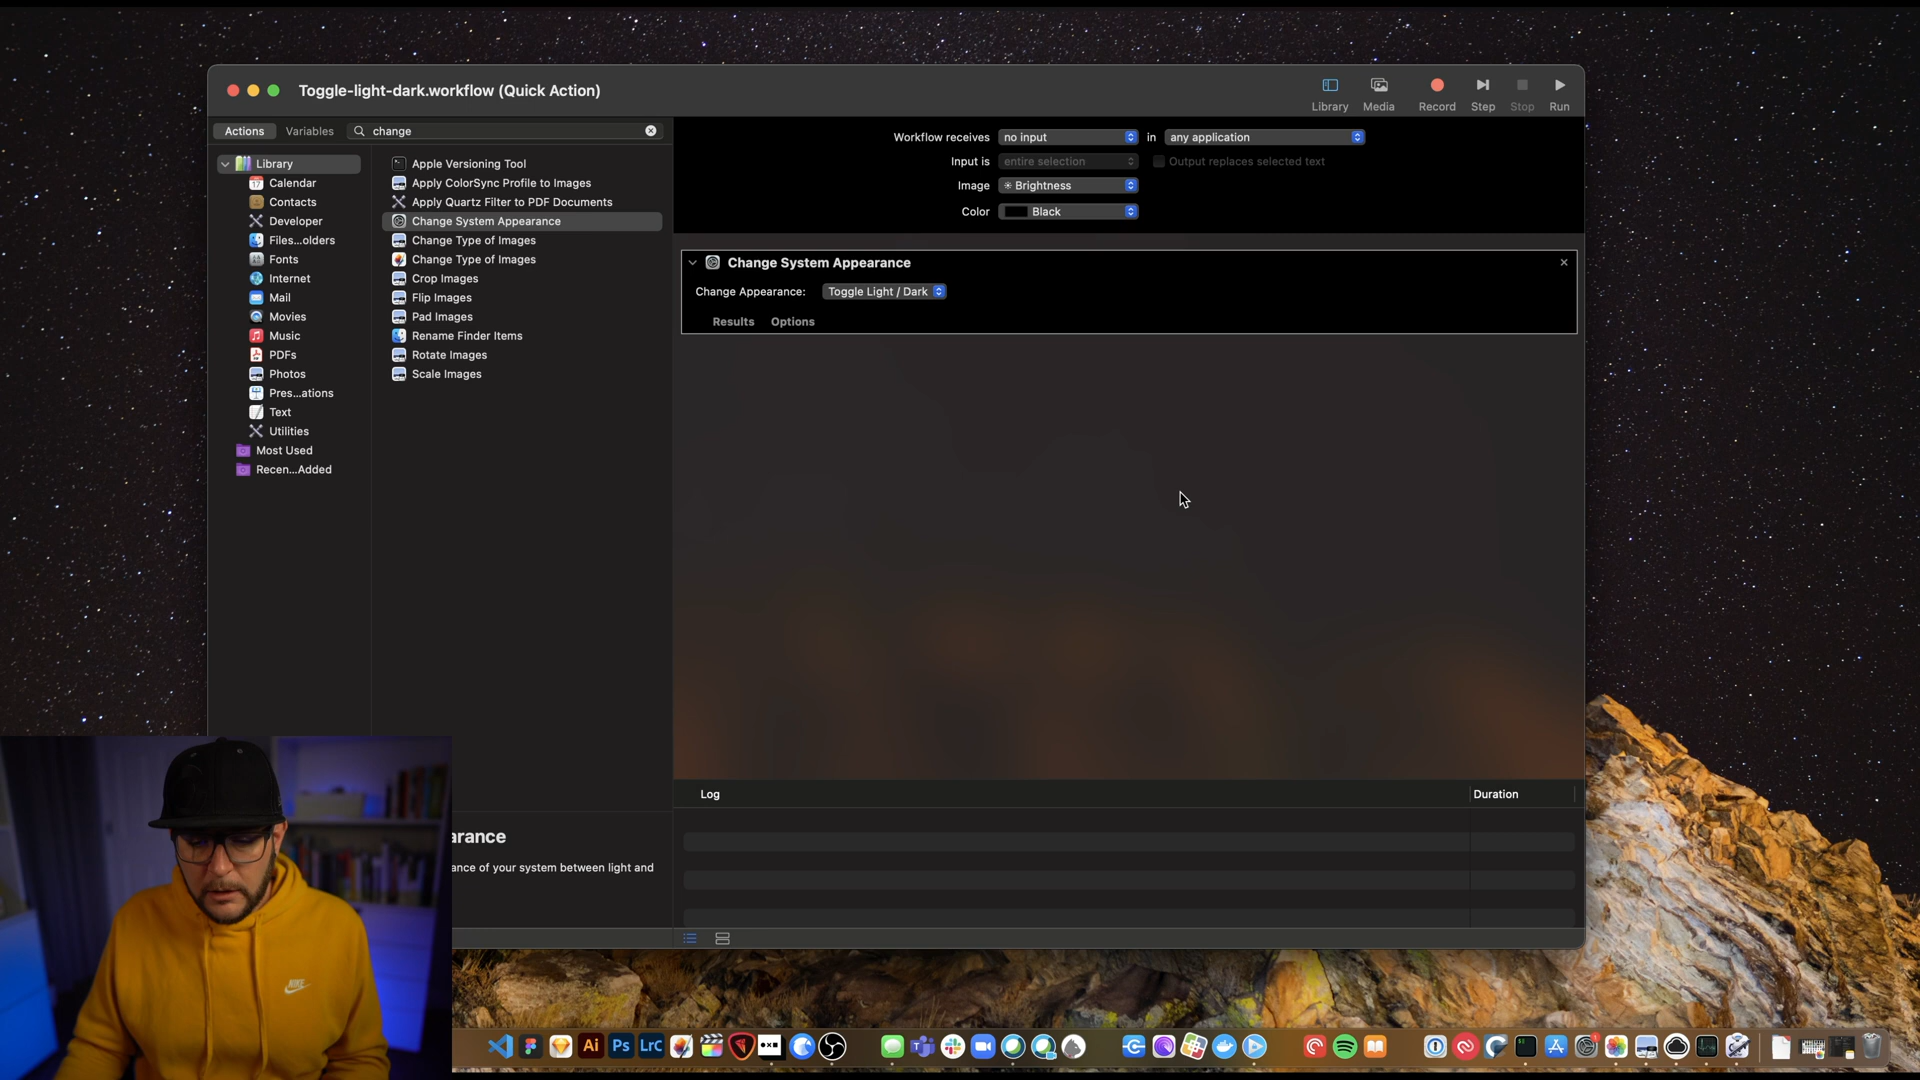 Toggle-light-dark.workflow (Quick Action)
Library
Media
Record
Step
Stop
Run
Actions
Variables
change
Workflow receives
no input
in
any application
Input is
entire selection
Output replaces selected text
Image
Brightness
Color
Black
Library
Calendar
Contacts
Developer
Files...olders
Fonts
Internet
Mail
Movies
Music
PDFs
Photos
Pres...ations
Text
Utilities
Most Used
Recen...Added
Apple Versioning Tool
Apply ColorSync Profile to Images
Apply Quartz Filter to PDF Documents
Change System Appearance
Change Type of Images
Change Type of Images
Crop Images
Flip Images
Pad Images
Rename Finder Items
Rotate Images
Scale Images
Change System Appearance
Change Appearance:
Toggle Light / Dark
Results
Options
Log
Duration
arance
ance of your system between light and
NIKE
Ai
Ps
Lrc